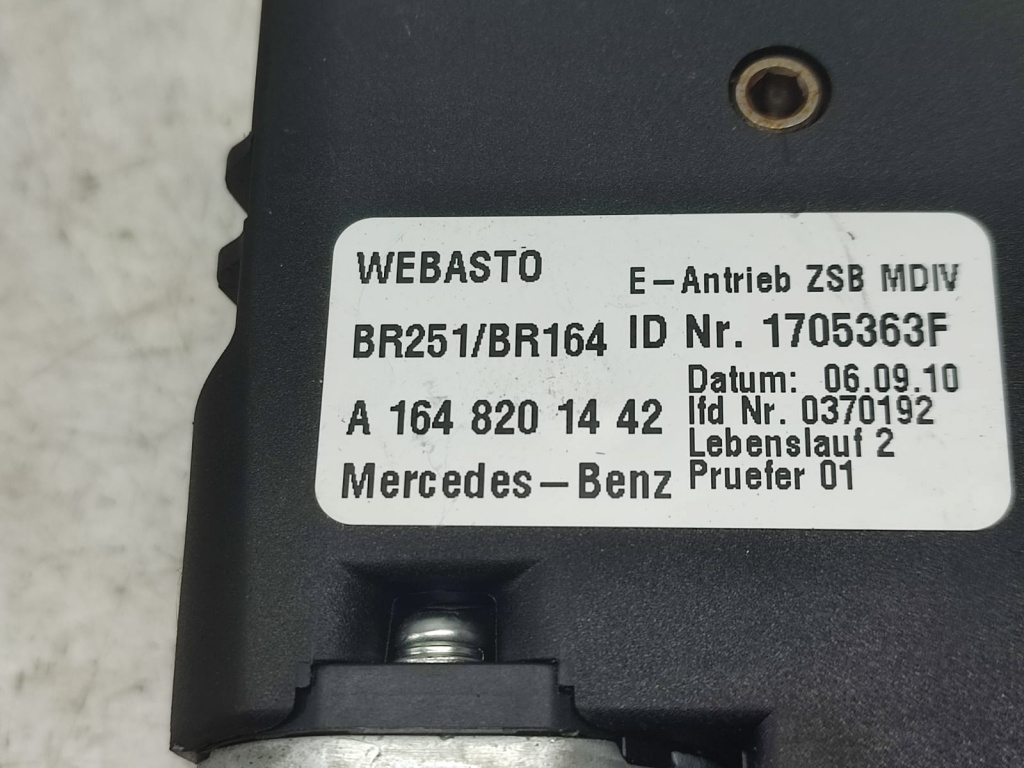 WEBASTO E-Antrieb ZSB MDIV
BR251/BR164 ID Nr. 1705363F
Datum: 06.09.10
A 164 820 14 42 lfd Nr. 0370192
Lebenslauf 2
Mercedes-Benz Pruefer 01